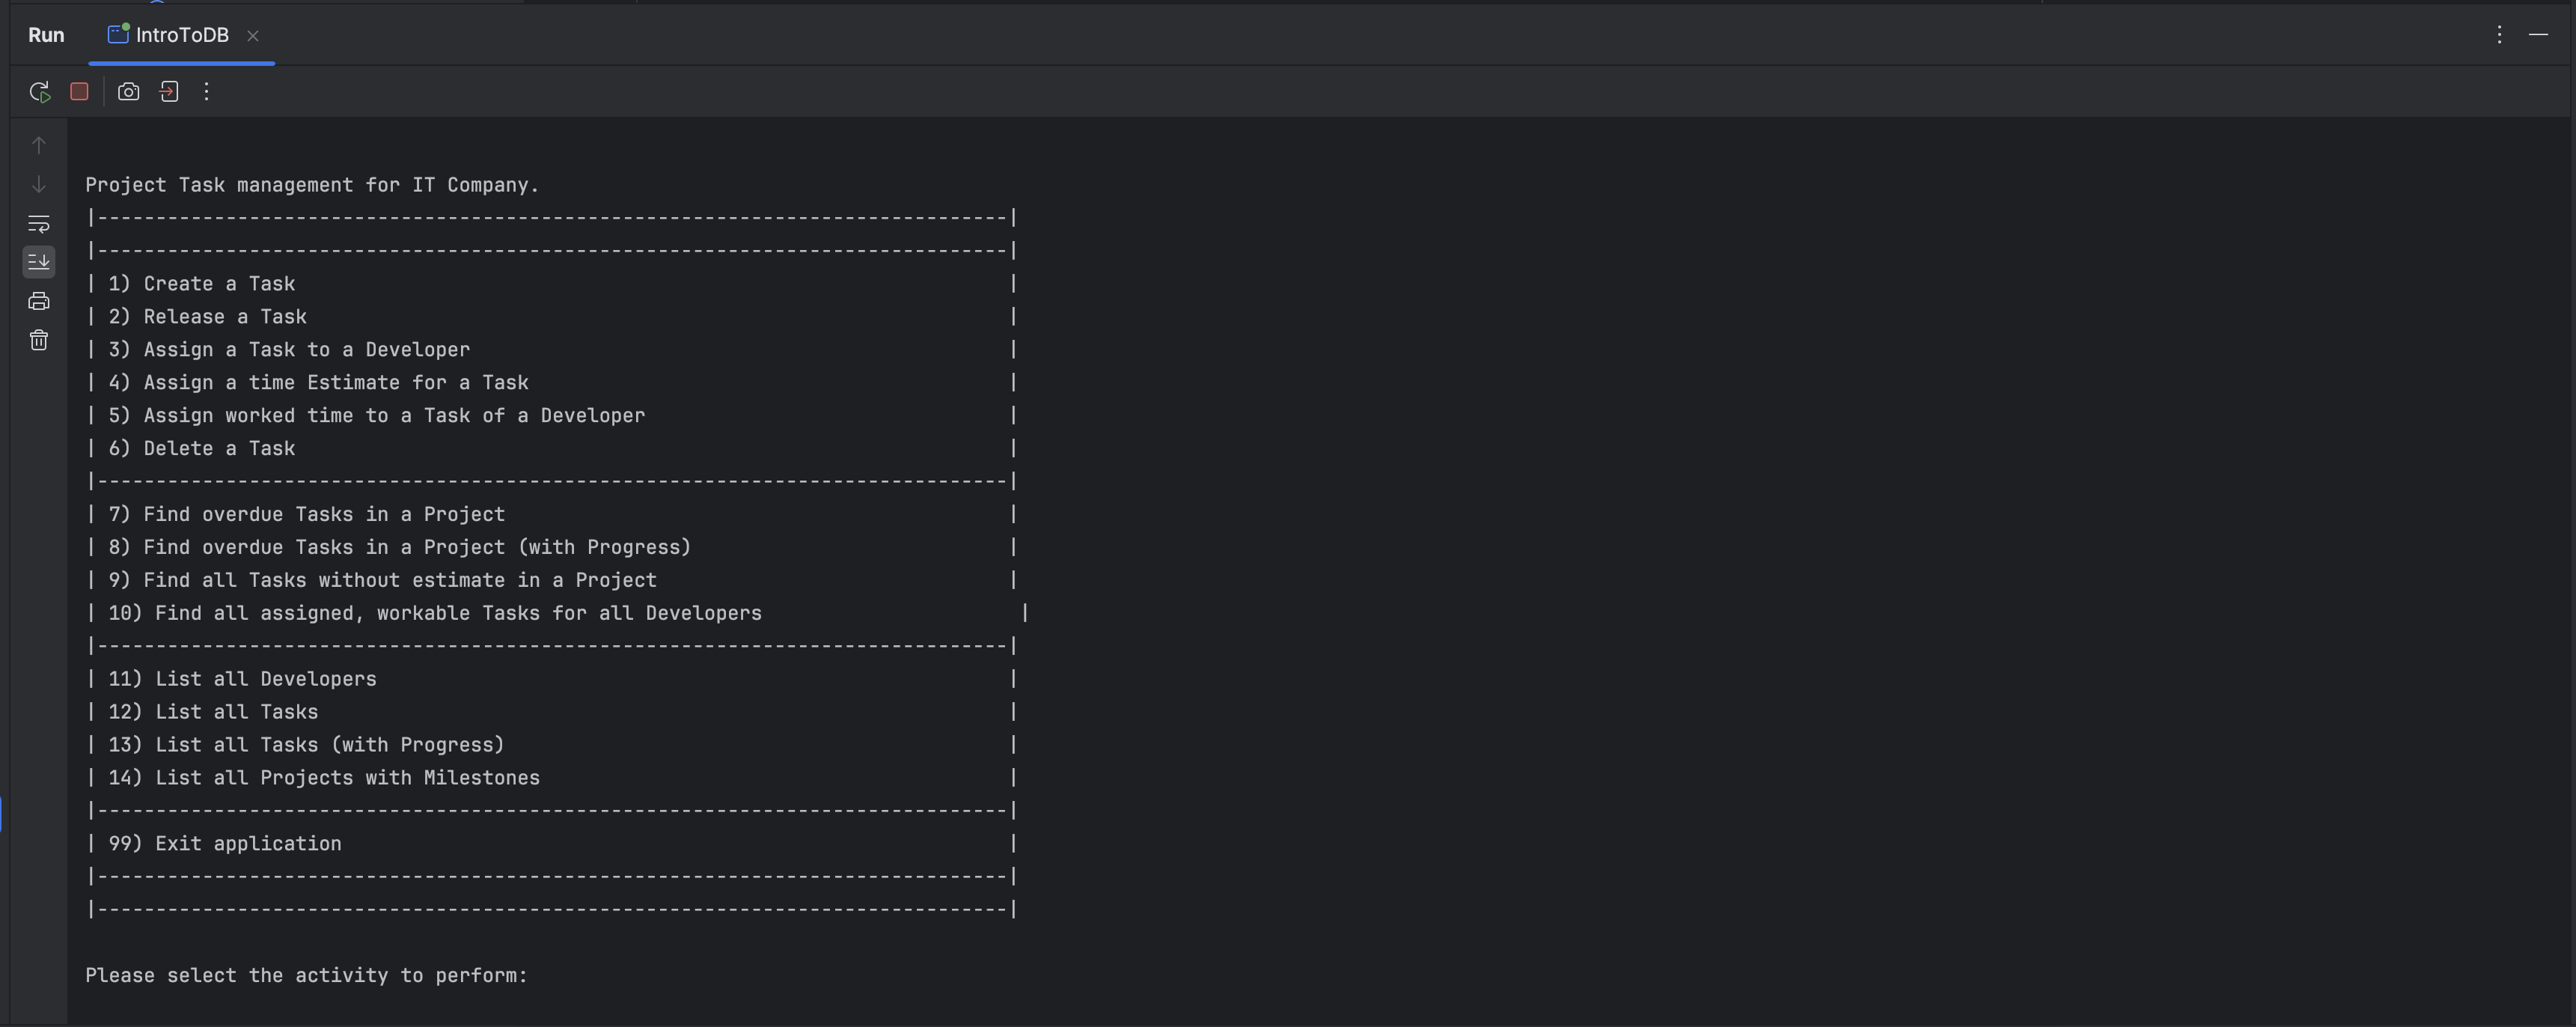 Run IntroToDB
Project Task management for IT Company.
|------------------------------------------------------------------------------|
|------------------------------------------------------------------------------|
| 1) Create a Task                                                             |
| 2) Release a Task                                                            |
| 3) Assign a Task to a Developer                                              |
| 4) Assign a time Estimate for a Task                                         |
| 5) Assign worked time to a Task of a Developer                               |
| 6) Delete a Task                                                             |
|------------------------------------------------------------------------------|
| 7) Find overdue Tasks in a Project                                           |
| 8) Find overdue Tasks in a Project (with Progress)                           |
| 9) Find all Tasks without estimate in a Project                              |
| 10) Find all assigned, workable Tasks for all Developers                      |
|------------------------------------------------------------------------------|
| 11) List all Developers                                                      |
| 12) List all Tasks                                                           |
| 13) List all Tasks (with Progress)                                           |
| 14) List all Projects with Milestones                                        |
|------------------------------------------------------------------------------|
| 99) Exit application                                                         |
|------------------------------------------------------------------------------|
|------------------------------------------------------------------------------|
Please select the activity to perform: